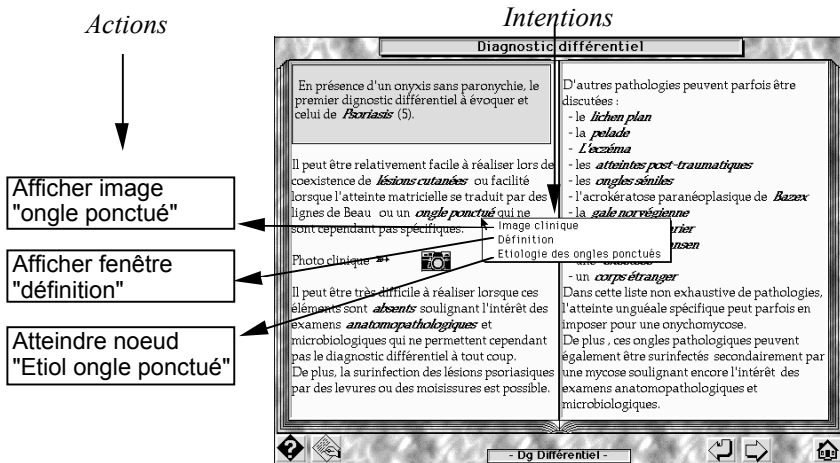 Actions
Intentions
Afficher image
"ongle ponctué"
Afficher fenêtre
"définition"
Atteindre noeud
"Etiol ongle ponctué"
Diagnostic différentiel
En présence d'un onyxis sans paronychie, le
premier dignostic différentiel à évoquer et
celui de Psoriasis (5).
Il peut être relativement facile à réaliser lors de
coexistence de lésions cutanées ou facilité
lorsque l'atteinte matricielle se traduit par des
lignes de Beau ou un ongle ponctué qui ne
sont cependant pas spécifiques.
Photo clinique
Il peut être très difficile à réaliser lorsque ces
éléments sont absents soulignant l'intérêt des
examens anatomopathologiques et
microbiologiques qui ne permettent cependant
pas le diagnostic différentiel à tout coup.
De plus, la surinfection des lésions psoriasiques
par des levures ou des moisissures est possible.
Image clinique
Définition
Etiologie des ongles ponctués
D'autres pathologies peuvent parfois être
discutées :
- le lichen plan
- la pelade
- L'eczéma
- les atteintes post-traumatiques
- les ongles séniles
- l'acrokératose paranéoplasique de Bazex
- la gale norvégienne
- un corps étranger
Dans cette liste non exhaustive de pathologies,
l'atteinte unguéale spécifique peut parfois en
imposer pour une onychomycose.
De plus , ces ongles pathologiques peuvent
également être surinfectés secondairement par
une mycose soulignant encore l'intérêt des
examens anatomopathologiques et
microbiologiques.
- Dg Différentiel -